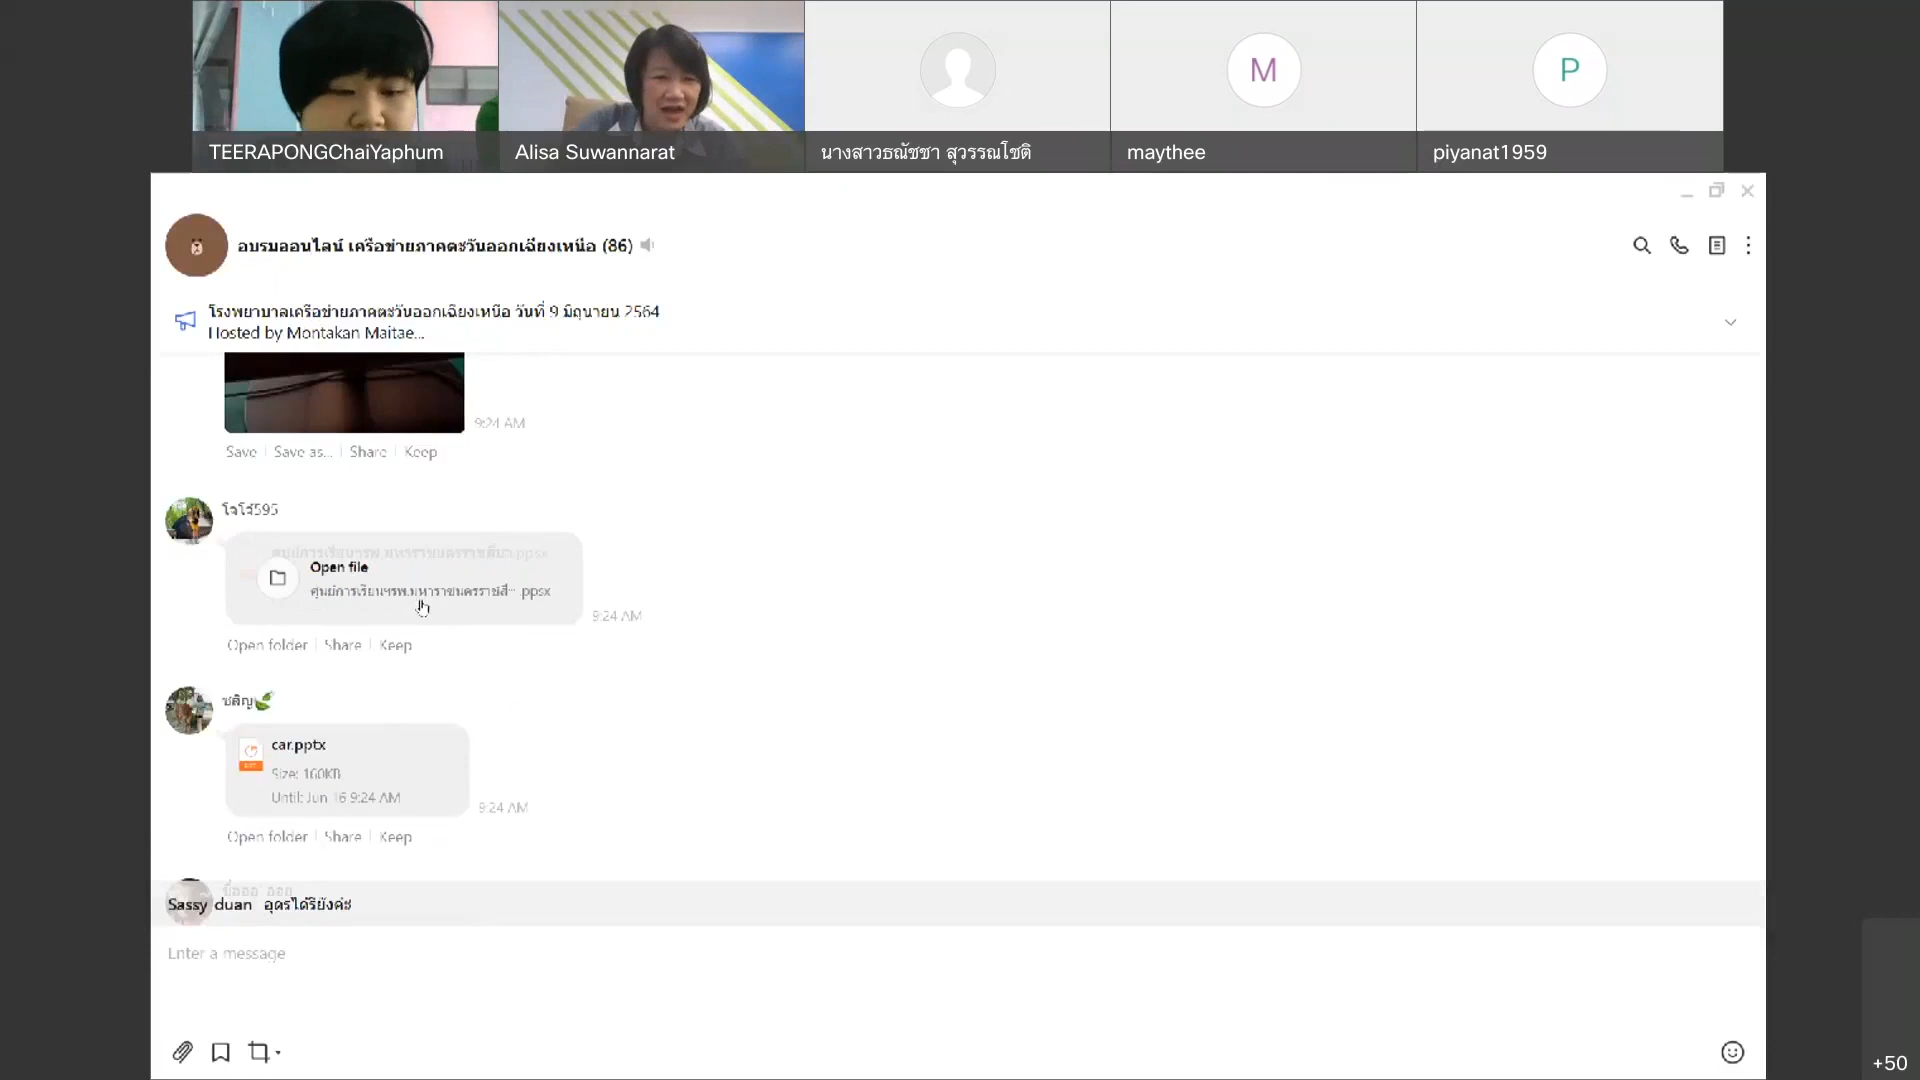 TEERAPONGChaiYaphum
Alisa Suwannarat
นางสาวธณัชชา สุวรรณโชติ
M
maythee
P
piyanat1959
อบรมออนไลน์ เครือข่ายภาคตะวันออกเฉียงเหนือ (86)
โรงพยาบาลเครือข่ายภาคตะวันออกเฉียงเหนือ วันที่ 9 มิถุนายน 2564
Hosted by Montakan Maitae...
9:24 AM
Save
Save as...
Share
Keep
โจโจ้595
Open file
ศูนย์การเรียนฯรพ.มหาราชนครราชสี... .ppsx
9:24 AM
Open folder
Share
Keep
car.pptx
Size: 160KB
Until: Jun 16 9:24 AM
9:24 AM
Open folder
Share
Keep
Sassy duan อุดรได้รึยังค่ะ
Enter a message
+50